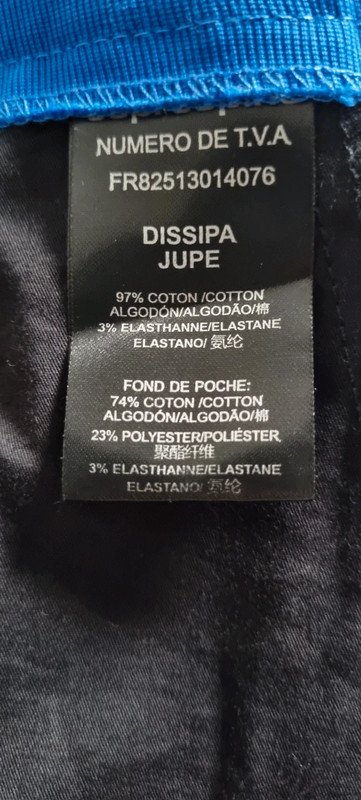 NUMERO DE T.V.A
FR82513014076
DISSIPA
JUPE
97% COTON /COTTON
ALGODÓN/ALGODÃO/棉
3% ELASTHANNE/ELASTANE
ELASTANO/ 氨纶
FOND DE POCHE:
74% COTON /COTTON
ALGODÓN/ALGODÃO/棉
23% POLYESTER/POLIÉSTER
聚酯纤维
3% ELASTHANNE/ELASTANE
ELASTANO/ 氨纶